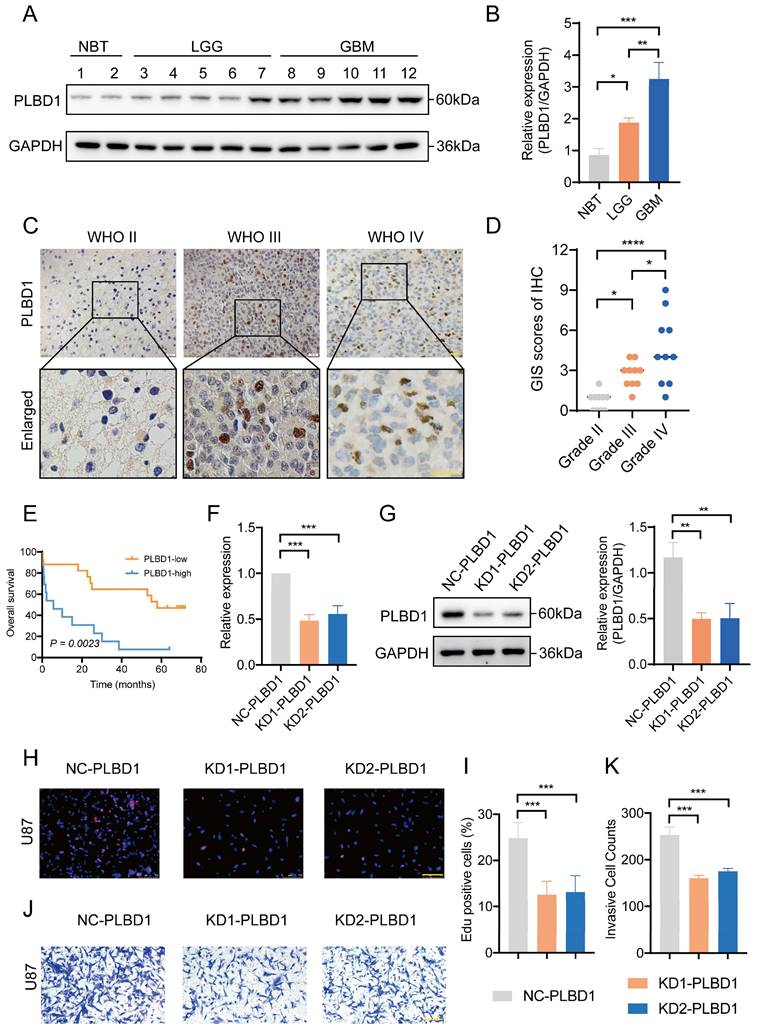 A
NBT LGG GBM
1 2 3 4 5 6 7 8 9 10 11 12
PLBD1 60kDa
GAPDH 36kDa
B
Relative expression
(PLBD1/GAPDH)
5
4
3
2
1
0
***
**
*
NBT LGG GBM
C
WHO II WHO III WHO IV
PLBD1
Enlarged
D
GIS scores of IHC
12
9
6
3
0
****
*
*
Grade II Grade III Grade IV
E
Overall survival
100
80
60
40
20
0
PLBD1-low
PLBD1-high
P = 0.0023
0 20 40 60 80
Time (months)
F
Relative expression
1.5
1.0
0.5
0.0
***
***
NC-PLBD1 KD1-PLBD1 KD2-PLBD1
G
NC-PLBD1 KD1-PLBD1 KD2-PLBD1
PLBD1 60kDa
GAPDH 36kDa
Relative expression
(PLBD1/GAPDH)
1.5
1.0
0.5
0.0
**
**
NC-PLBD1 KD1-PLBD1 KD2-PLBD1
H
NC-PLBD1 KD1-PLBD1 KD2-PLBD1
U87
I
Edu positive cells (%)
30
20
10
0
***
***
J
NC-PLBD1 KD1-PLBD1 KD2-PLBD1
U87
K
Invasive Cell Counts
300
200
100
0
***
***
NC-PLBD1
KD1-PLBD1
KD2-PLBD1